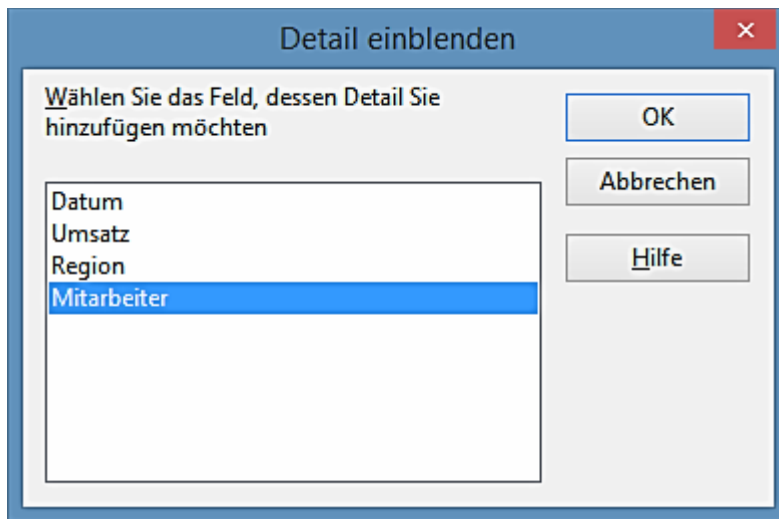 Detail einblenden
Wählen Sie das Feld, dessen Detail Sie
hinzufügen möchten
OK
Abbrechen
Hilfe
Datum
Umsatz
Region
Mitarbeiter